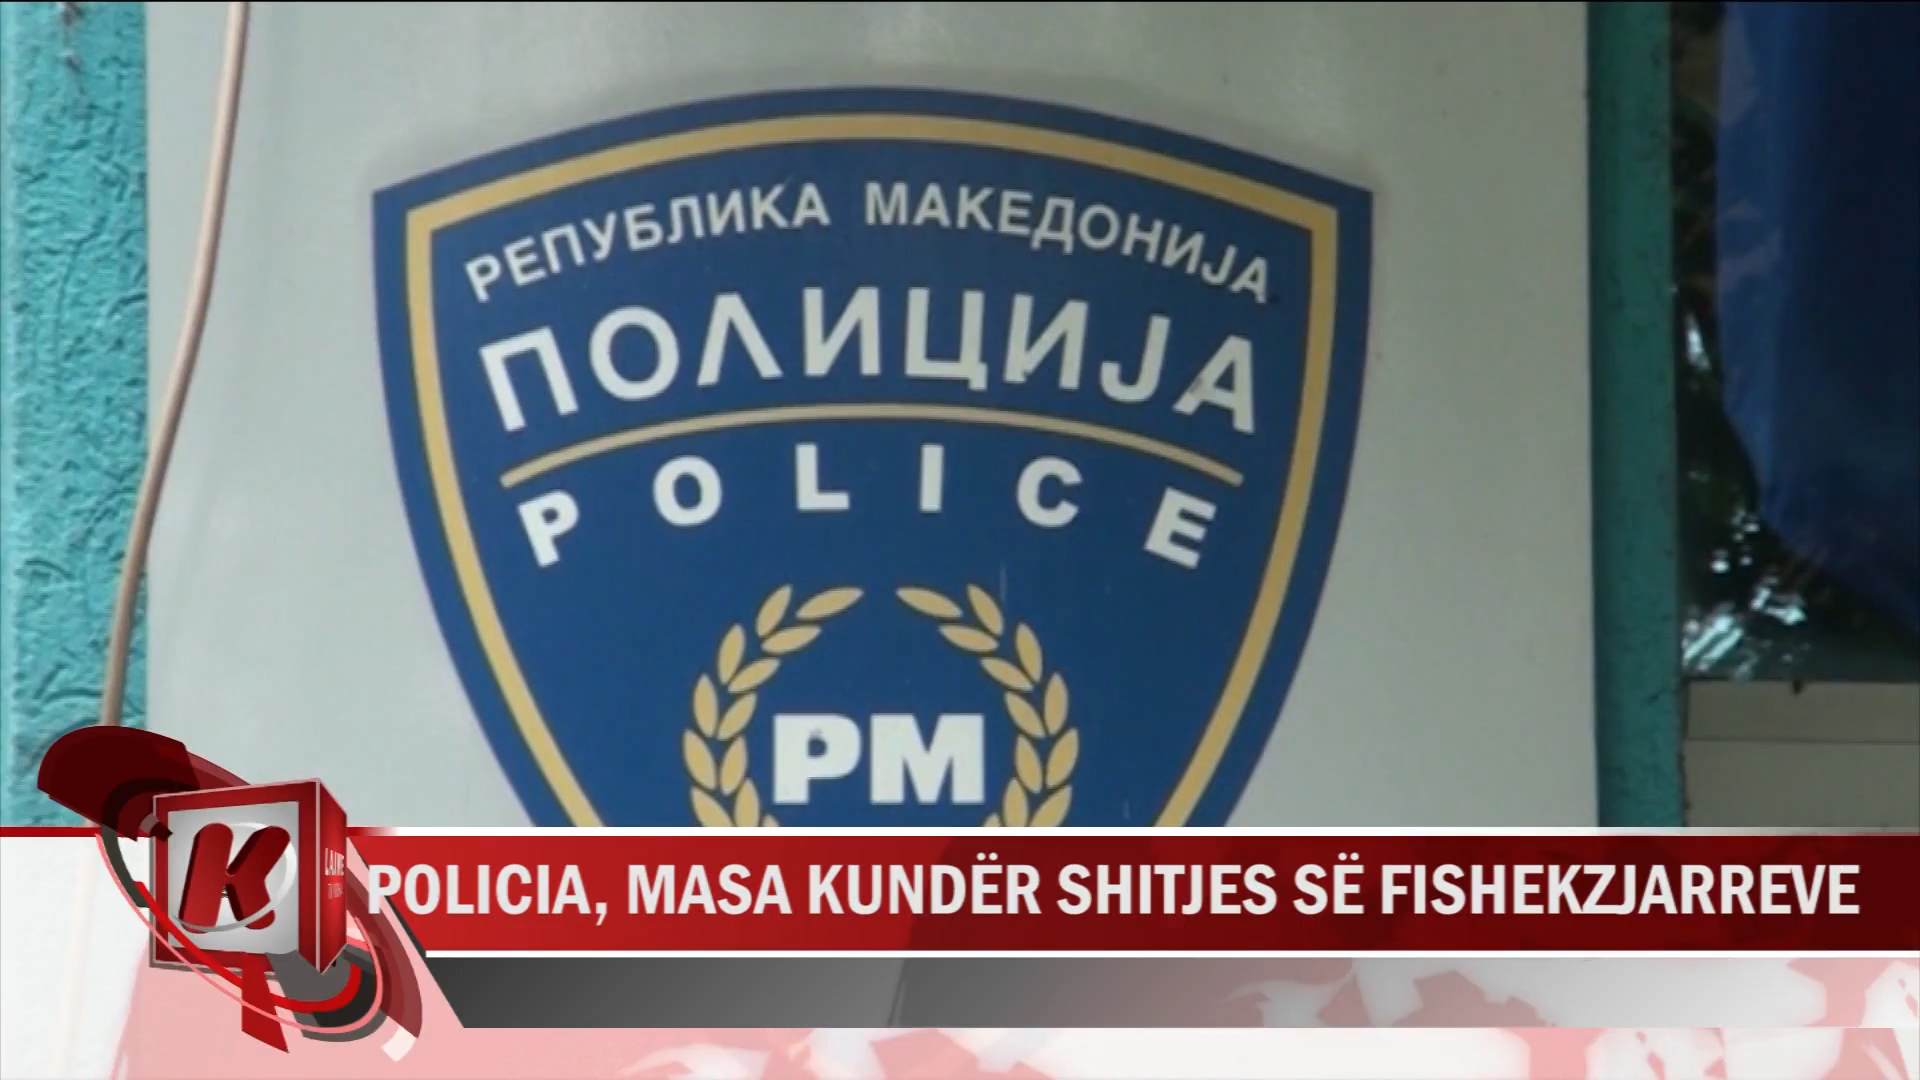 РЕПУБЛИКА МАКЕДОНИЈА
ПОЛИЦИЈА
POLICE
PM
K
POLICIA, MASA KUNDËR SHITJES SË FISHEKZJARREVE